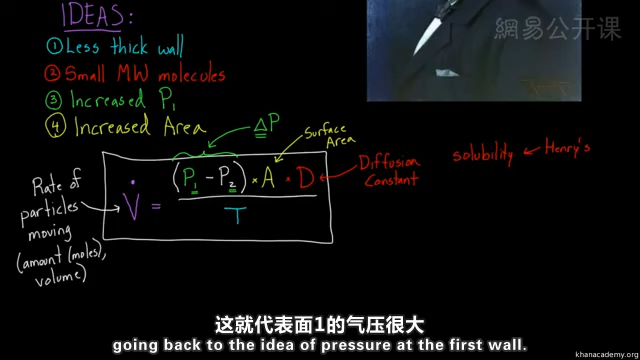 IDEAS:
① Less thick wall
② Small MW molecules
③ Increased P₁
④ Increased Area
網易公开课
ΔP
Surface
Area
Rate of
particles
moving
(amount (moles),
volume)
V̇ = (P₁ - P₂) × A · D
T
Diffusion
Constant
solubility ← Henry's
这就代表面1的气压很大
going back to the idea of pressure at the first wall.
khanacademy.org